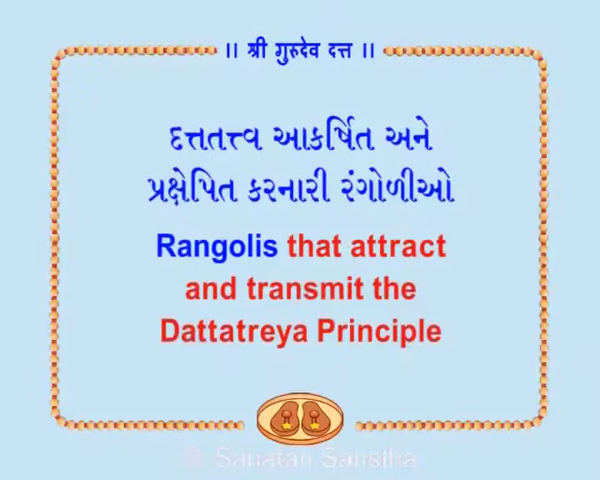 ।। श्री गुरुदेव दत्त ।।
દત્તતત્ત્વ આકર્ષિત અને
પ્રક્ષેપિત કરનારી રંગોળીઓ
Rangolis that attract
and transmit the
Dattatreya Principle
© Sanatan Sanstha